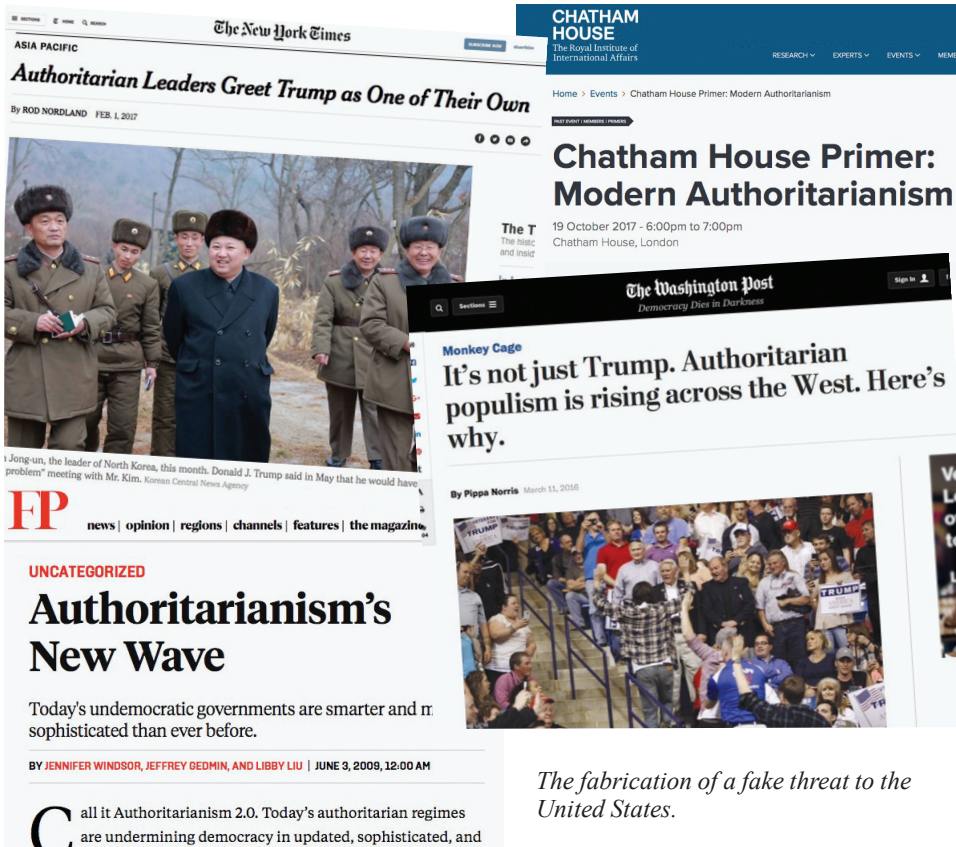 SECTIONS HOME SEARCH
The New York Times
SUBSCRIBE NOW
ASIA PACIFIC
Authoritarian Leaders Greet Trump as One of Their Own
By ROD NORDLAND FEB. 1, 2017
The T
The histo
and insid
Jong-un, the leader of North Korea, this month. Donald J. Trump said in May that he would have
problem” meeting with Mr. Kim. Korean Central News Agency
CHATHAM
HOUSE
The Royal Institute of
International Affairs
RESEARCH EXPERTS EVENTS MEMB
Home > Events > Chatham House Primer: Modern Authoritarianism
PAST EVENT | MEMBERS | PRIMERS
Chatham House Primer:
Modern Authoritarianism
19 October 2017 - 6:00pm to 7:00pm
Chatham House, London
Sections
The Washington Post
Democracy Dies in Darkness
Sign In
Monkey Cage
It’s not just Trump. Authoritarian
populism is rising across the West. Here’s
why.
By Pippa Norris March 11, 2016
TRUMP
TRUMP
TR
FP
news | opinion | regions | channels | features | the magazine
UNCATEGORIZED
Authoritarianism’s
New Wave
Today's undemocratic governments are smarter and m
sophisticated than ever before.
BY JENNIFER WINDSOR, JEFFREY GEDMIN, AND LIBBY LIU | JUNE 3, 2009, 12:00 AM
Call it Authoritarianism 2.0. Today’s authoritarian regimes
are undermining democracy in updated, sophisticated, and
The fabrication of a fake threat to the
United States.